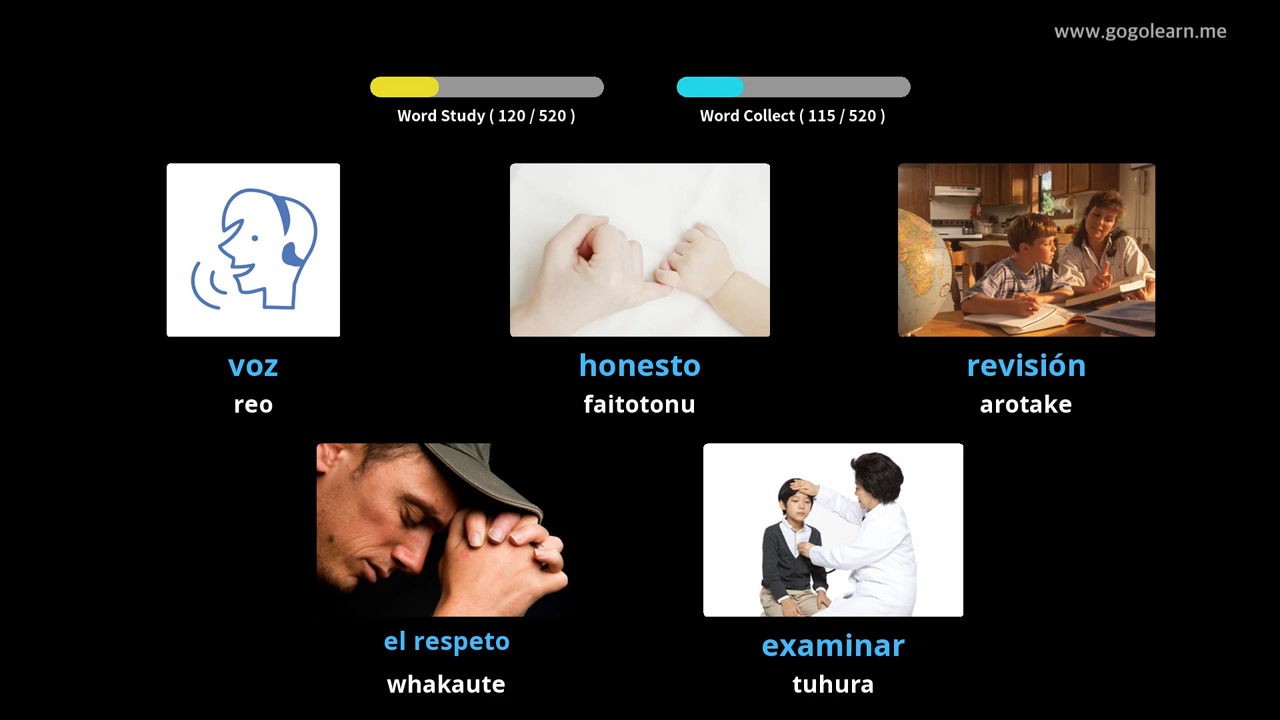 www.gogolearn.me
Word Study ( 120 / 520 )
Word Collect ( 115 / 520 )
voz
reo
honesto
faitotonu
revisión
arotake
el respeto
whakaute
examinar
tuhura